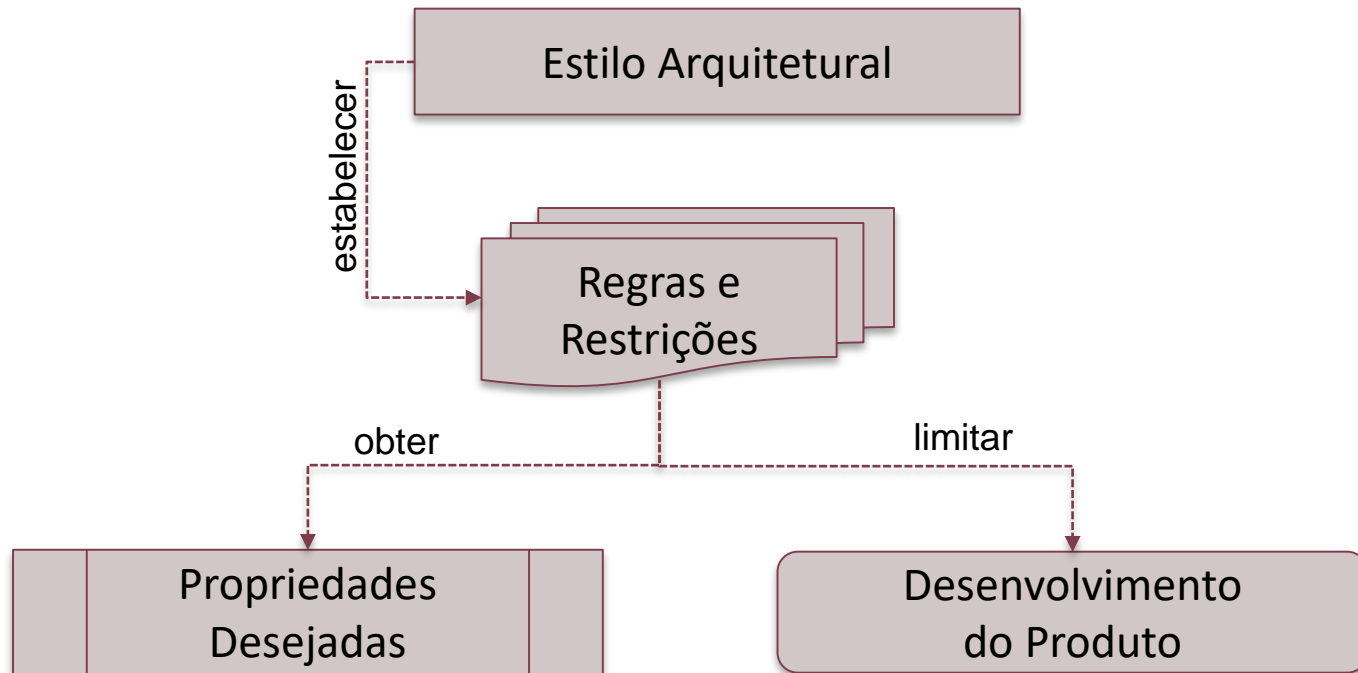 Estilo Arquitetural
estabelecer
Regras e
Restrições
obter
limitar
Propriedades
Desejadas
Desenvolvimento
do Produto